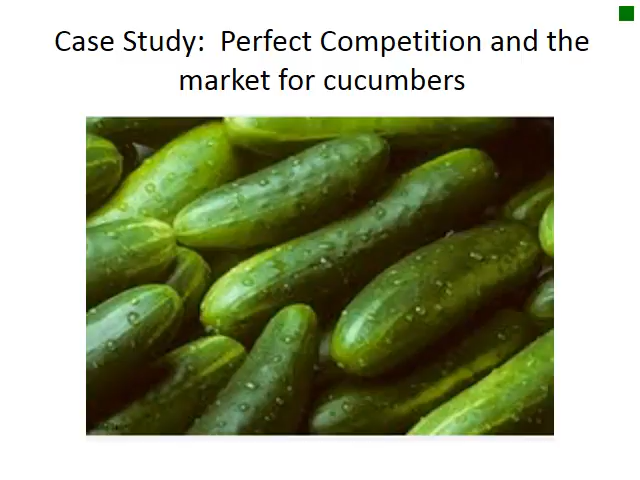 Case Study:  Perfect Competition and the
market for cucumbers